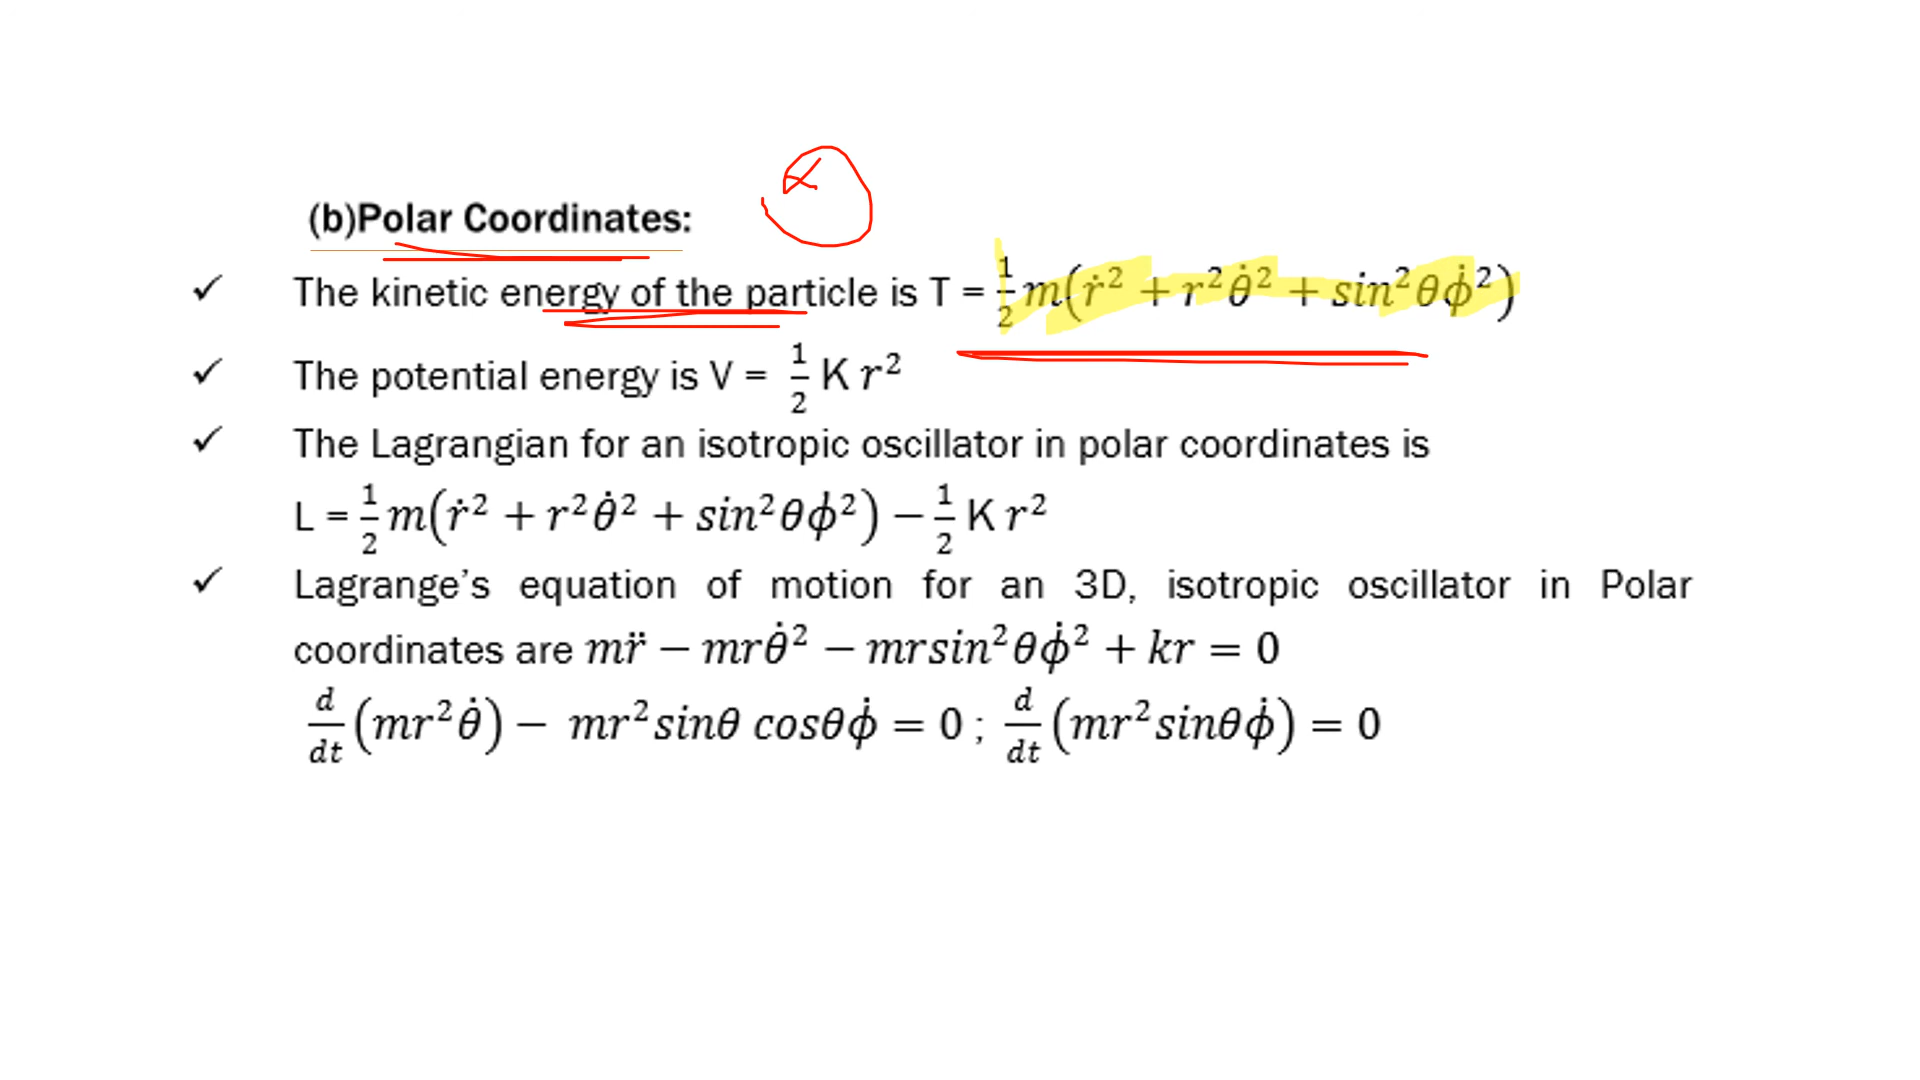 α
(b)Polar Coordinates:
✓ The kinetic energy of the particle is T = ½m(ṙ² + r²θ̇² + sin²θϕ̇²)
✓ The potential energy is V = ½ K r²
✓ The Lagrangian for an isotropic oscillator in polar coordinates is
L = ½m(ṙ² + r²θ̇² + sin²θϕ̇²) − ½ K r²
✓ Lagrange’s equation of motion for an 3D, isotropic oscillator in Polar
coordinates are mr̈ − mrθ̇² − mrsin²θϕ̇² + kr = 0
d/dt (mr²θ̇) − mr²sinθ cosθϕ̇ = 0 ; d/dt (mr²sinθϕ̇) = 0